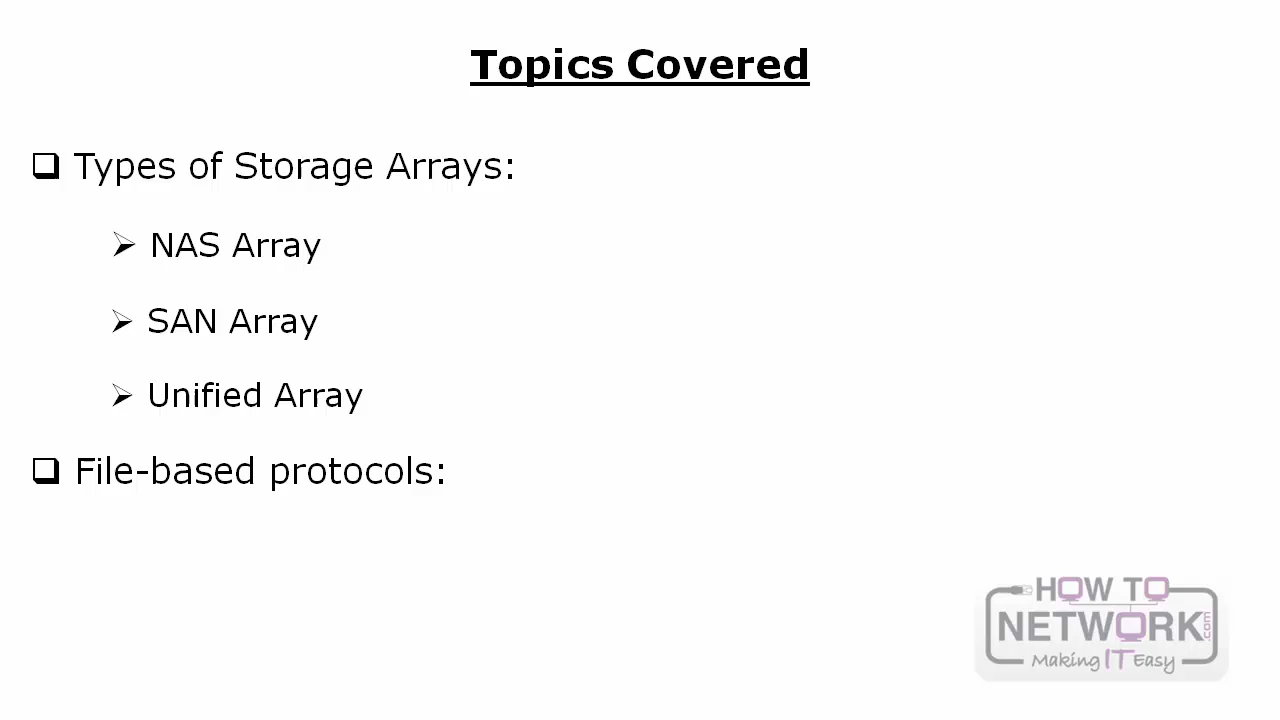 Topics Covered
Types of Storage Arrays:
NAS Array
SAN Array
Unified Array
File-based protocols:
HOW TO
NETWORK.com
Making IT Easy